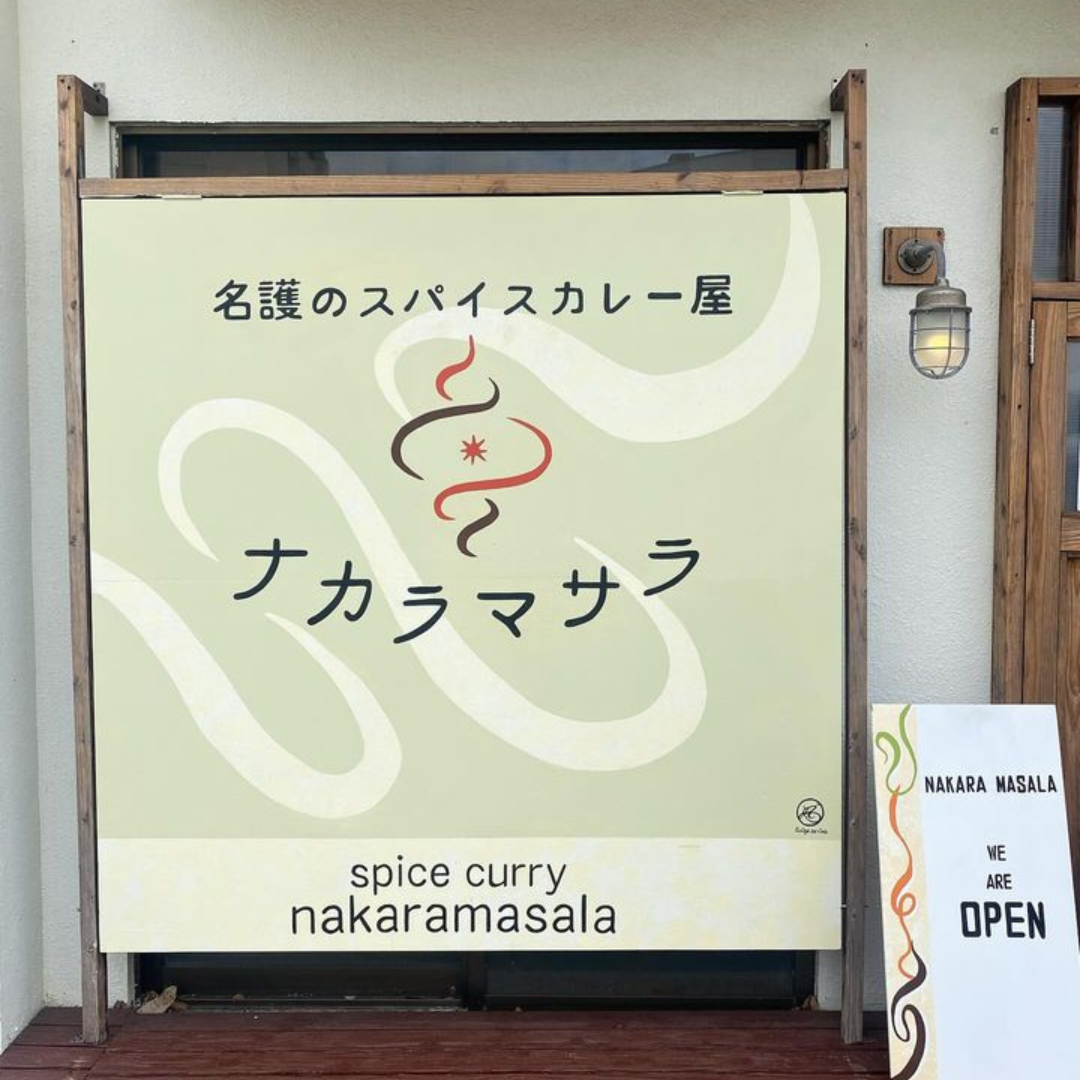 名護のスパイスカレー屋
ナカラマサラ
spice curry
nakaramasala
NAKARA MASALA
WE
ARE
OPEN